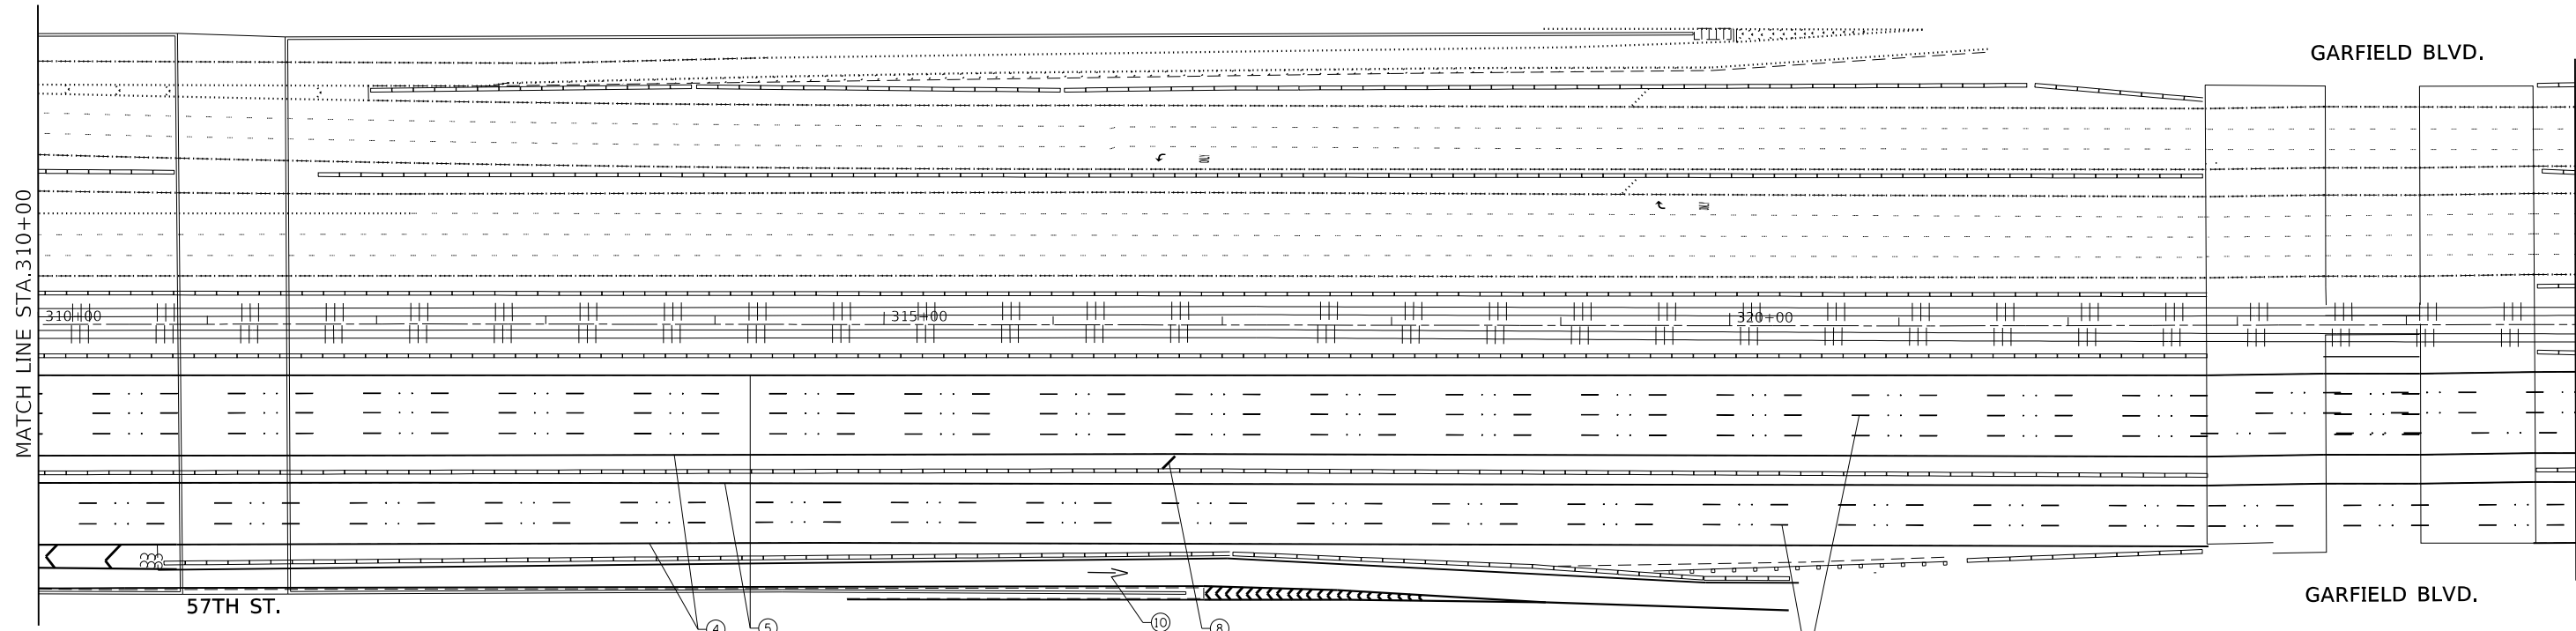 GARFIELD BLVD.
MATCH LINE STA.310+00
310+00
315+00
320+00
57TH ST.
GARFIELD BLVD.
4
5
10
8